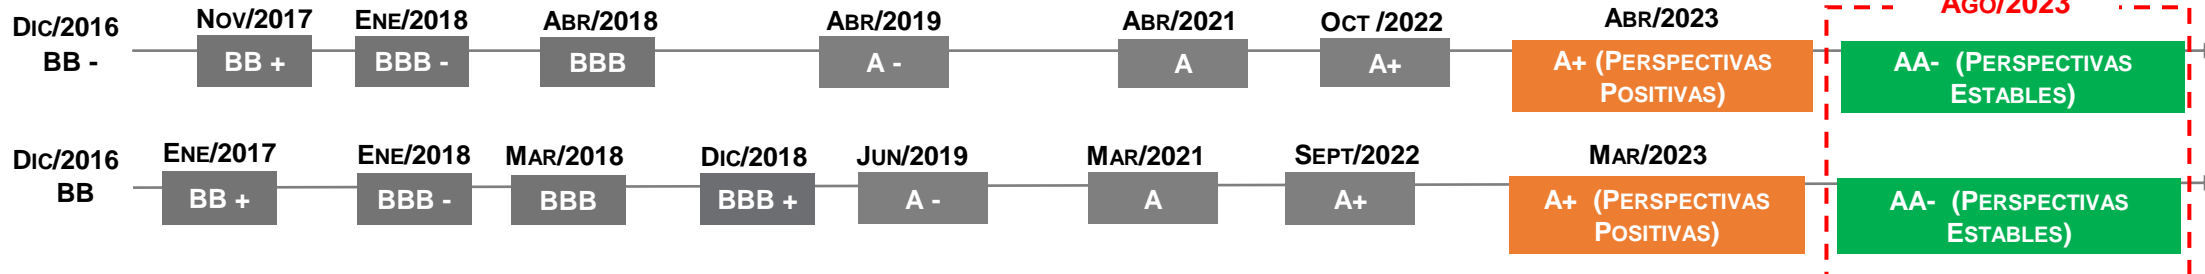 AGO/2023
DIC/2016
BB -
NOV/2017
BB +
ENE/2018
BBB -
ABR/2018
BBB
ABR/2019
A -
ABR/2021
A
OCT /2022
A+
ABR/2023
A+ (PERSPECTIVAS
POSITIVAS)
AA- (PERSPECTIVAS
ESTABLES)
DIC/2016
BB
ENE/2017
BB +
ENE/2018
BBB -
MAR/2018
BBB
DIC/2018
BBB +
JUN/2019
A -
MAR/2021
A
SEPT/2022
A+
MAR/2023
A+ (PERSPECTIVAS
POSITIVAS)
AA- (PERSPECTIVAS
ESTABLES)